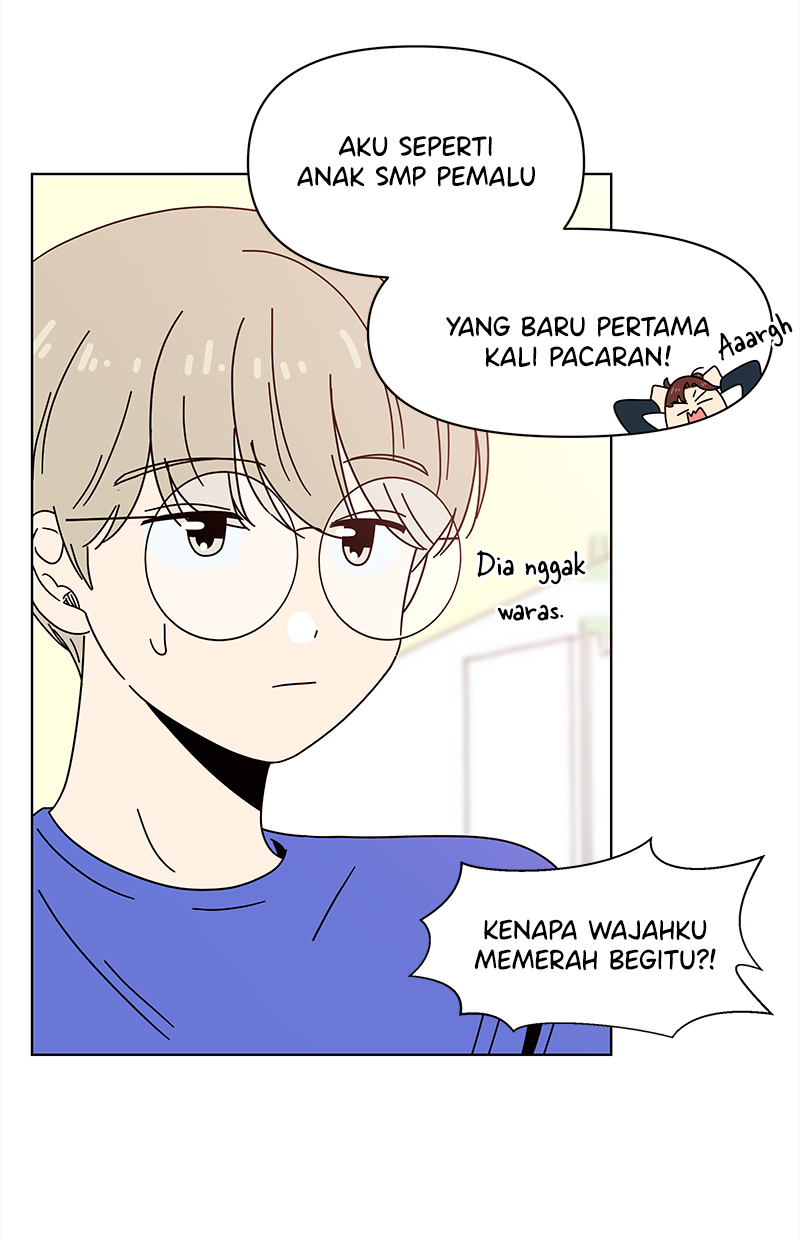 AKU SEPERTI
ANAK SMP PEMALU
YANG BARU PERTAMA
KALI PACARAN!
Aaargh
Dia nggak
waras.
KENAPA WAJAHKU
MEMERAH BEGITU?!